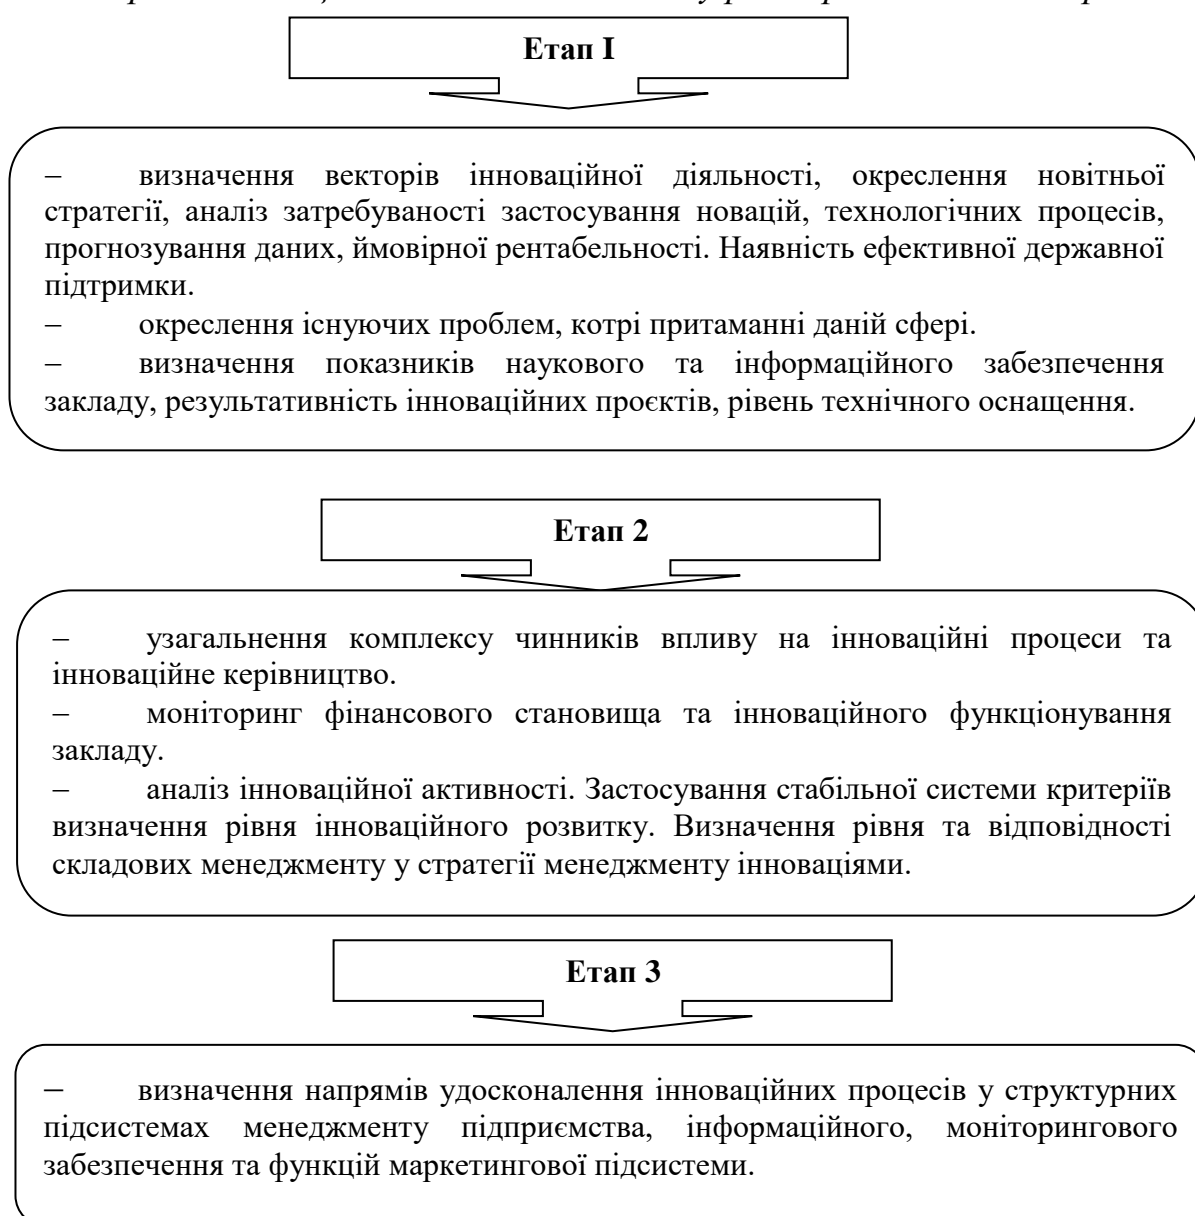 Етап І
– визначення векторів інноваційної діяльності, окреслення новітньої
стратегії, аналіз затребуваності застосування новацій, технологічних процесів,
прогнозування даних, ймовірної рентабельності. Наявність ефективної державної
підтримки.
– окреслення існуючих проблем, котрі притаманні даній сфері.
– визначення показників наукового та інформаційного забезпечення
закладу, результативність інноваційних проєктів, рівень технічного оснащення.
Етап 2
– узагальнення комплексу чинників впливу на інноваційні процеси та
інноваційне керівництво.
– моніторинг фінансового становища та інноваційного функціонування
закладу.
– аналіз інноваційної активності. Застосування стабільної системи критеріїв
визначення рівня інноваційного розвитку. Визначення рівня та відповідності
складових менеджменту у стратегії менеджменту інноваціями.
Етап 3
– визначення напрямів удосконалення інноваційних процесів у структурних
підсистемах менеджменту підприємства, інформаційного, моніторингового
забезпечення та функцій маркетингової підсистеми.